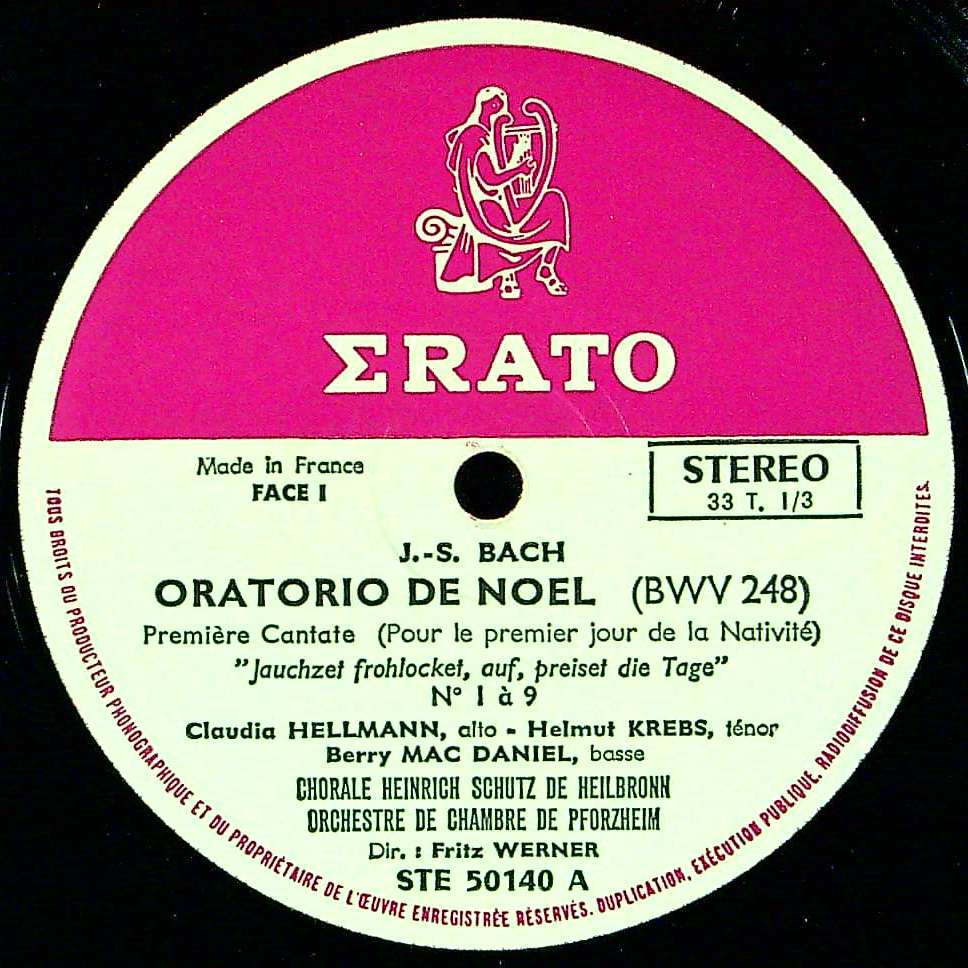 ΣRATO
Made in France
FACE I
STEREO
33 T. 1/3
J.-S. BACH
ORATORIO DE NOEL (BWV 248)
Première Cantate (Pour le premier jour de la Nativité)
"Jauchzet frohlocket, auf, preiset die Tage"
N° 1 à 9
Claudia HELLMANN, alto - Helmut KREBS, ténor
Berry MAC DANIEL, basse
CHORALE HEINRICH SCHUTZ DE HEILBRONN
ORCHESTRE DE CHAMBRE DE PFORZHEIM
Dir. : Fritz WERNER
STE 50140 A
TOUS DROITS DU PRODUCTEUR PHONOGRAPHIQUE ET DU PROPRIÉTAIRE DE L'ŒUVRE ENREGISTRÉE RÉSERVÉS. DUPLICATION, EXÉCUTION PUBLIQUE, RADIODIFFUSION DE CE DISQUE INTERDITES.